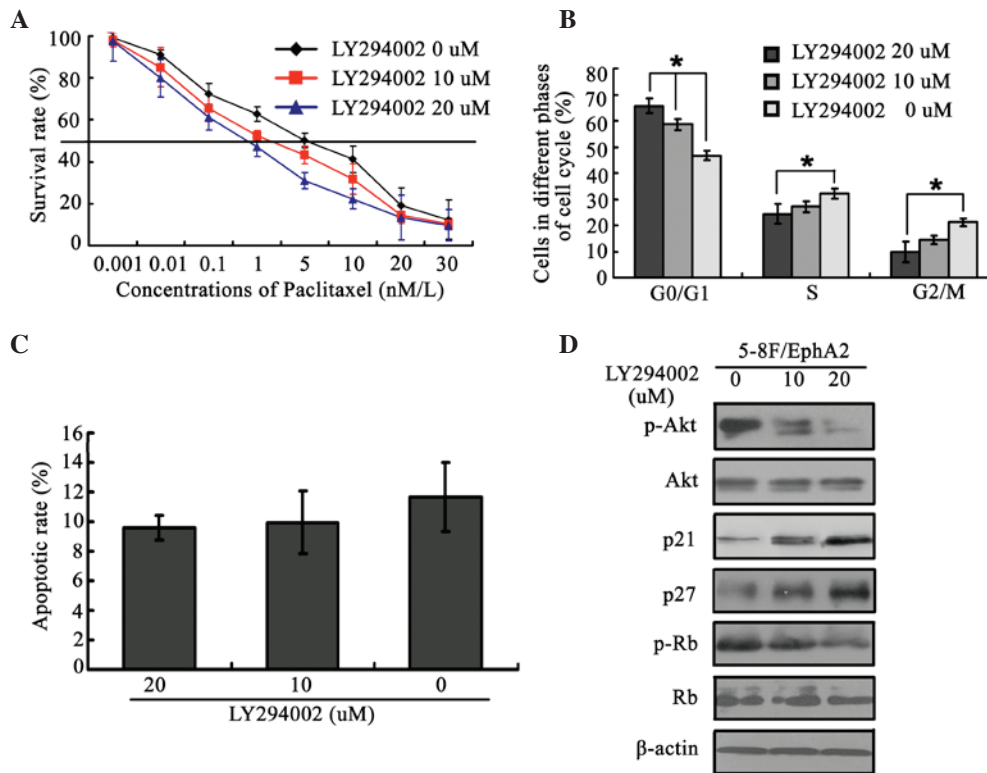 A
Survival rate (%)
100
80
60
40
20
0
LY294002 0 uM
LY294002 10 uM
LY294002 20 uM
0.001 0.01 0.1 1 5 10 20 30
Concentrations of Paclitaxel (nM/L)
B
Cells in different phases
of cell cycle (%)
80
70
60
50
40
30
20
10
0
LY294002 20 uM
LY294002 10 uM
LY294002 0 uM
*
*
*
G0/G1 S G2/M
C
Apoptotic rate (%)
16
14
12
10
8
6
4
2
0
20 10 0
LY294002 (uM)
D
5-8F/EphA2
LY294002 0 10 20
(uM)
p-Akt
Akt
p21
p27
p-Rb
Rb
β-actin